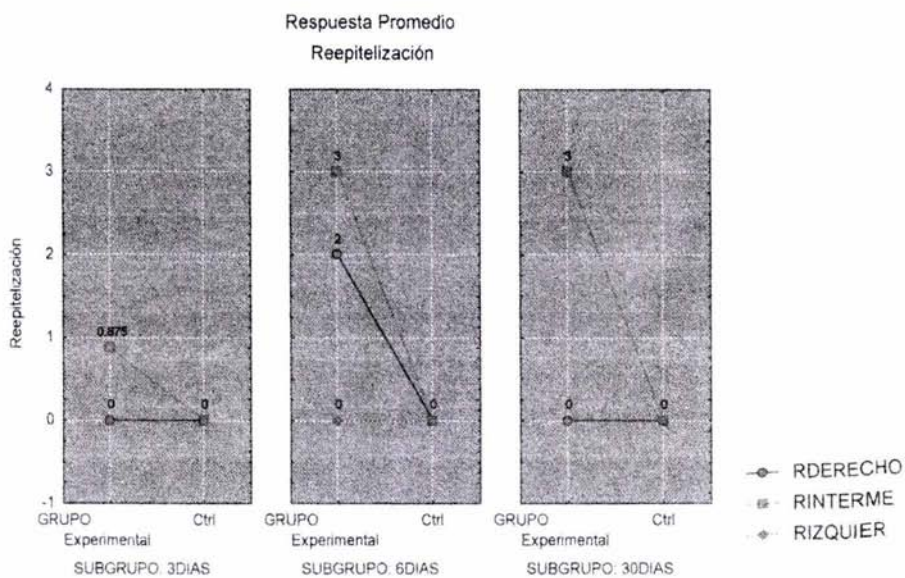 Respuesta Promedio
Reepitelización
Reepitelización
4
3
2
1
0
-1
0.875
0
0
3
2
0
0
3
0
0
GRUPO
Experimental
Ctrl
SUBGRUPO: 3DIAS
GRUPO
Experimental
Ctrl
SUBGRUPO: 6DIAS
GRUPO
Experimental
Ctrl
SUBGRUPO: 30DIAS
RDERECHO
RINTERME
RIZQUIER